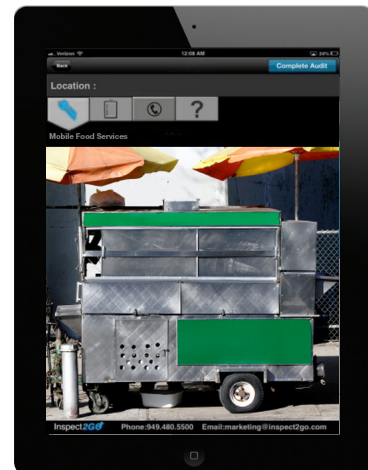 Verizon 12:08 AM
Back Complete Audit
Location :
?
Mobile Food Services
Inspect2GO Phone:949.480.5500 Email:marketing@inspect2go.com